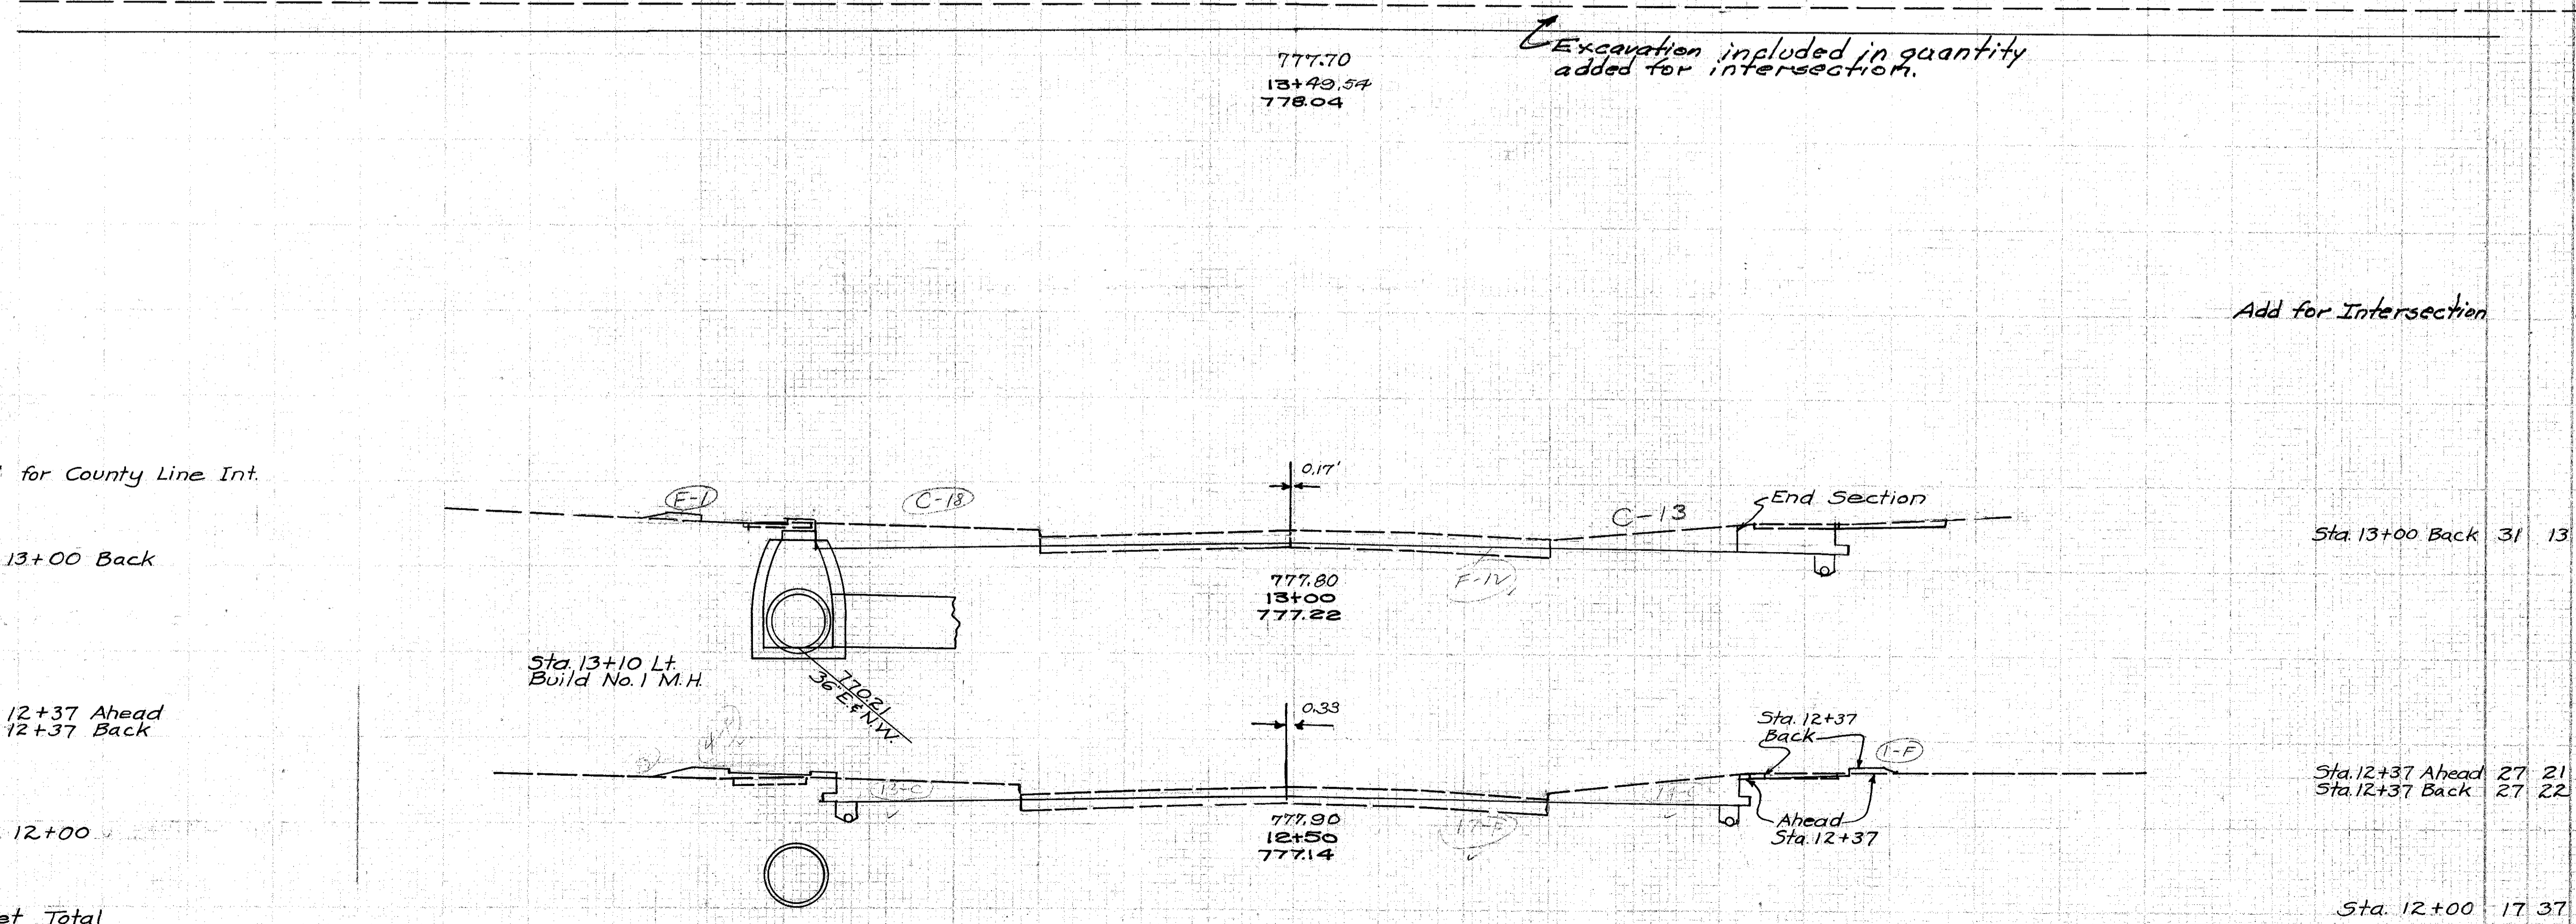 Excavation included in quantity
added for intersection.
777.70
13+49.54
778.04
Add for Intersection
for County Line Int.
0.17'
F-1
C-18
C-13
End Section
Sta. 13+00 Back 31 13
13+00 Back
777.80
13+00
777.22
F-IV
Sta. 13+10 Lt.
Build No. 1 M.H.
770.21
36" E. & N.W.
12+37 Ahead
12+37 Back
0.33
Sta. 12+37
Back
1-F
Sta. 12+37 Ahead 27 21
Sta. 12+37 Back 27 22
777.90
12+50
777.14
Ahead
Sta. 12+37
12+00
Total
Sta. 12+00 17 37